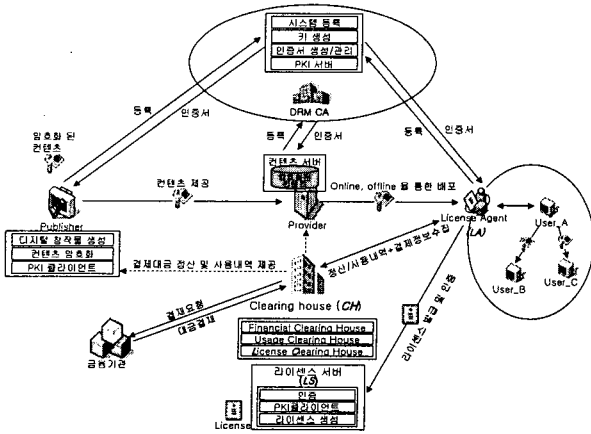 시스템 등록
키 생성
인증서 생성/관리
PKI 서버
DRM CA
등록
인증서
등록
인증서
등록
인증서
암호화 된
컨텐츠
컨텐츠 서버
컨텐츠 제공
Online, offline 을 통한 배포
Publisher
Provider
License Agent
(LA)
User_A
User_B
User_C
디지탈 창작물 생성
컨텐츠 암호화
PKI 클라이언트
결제대금 정산 및 사용내역 제공
정산/사용내역+결제정보수집
Clearing house (CH)
결재요청
대금결재
금융기관
Financial Clearing House
Usage Clearing House
License Clearing House
라이센스 발급 및 인증
라이센스 서버
(LS)
인증
PKI클라이언트
라이센스 생성
License